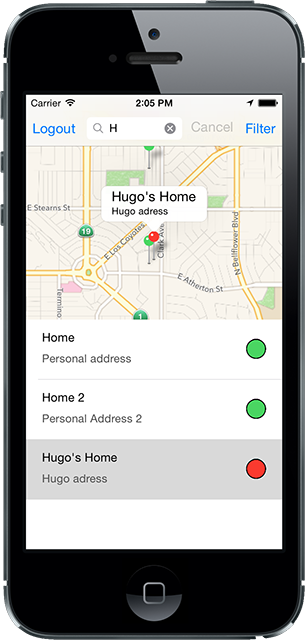 Carrier 2:05 PM
Logout H Cancel Filter
Hugo's Home
Hugo adress
E Stearns St
E Los Coyotes
Clark Ave
N Bellflower Blvd
19
E Atherton St
Termino
1
Home
Personal address
Home 2
Personal Address 2
Hugo's Home
Hugo adress